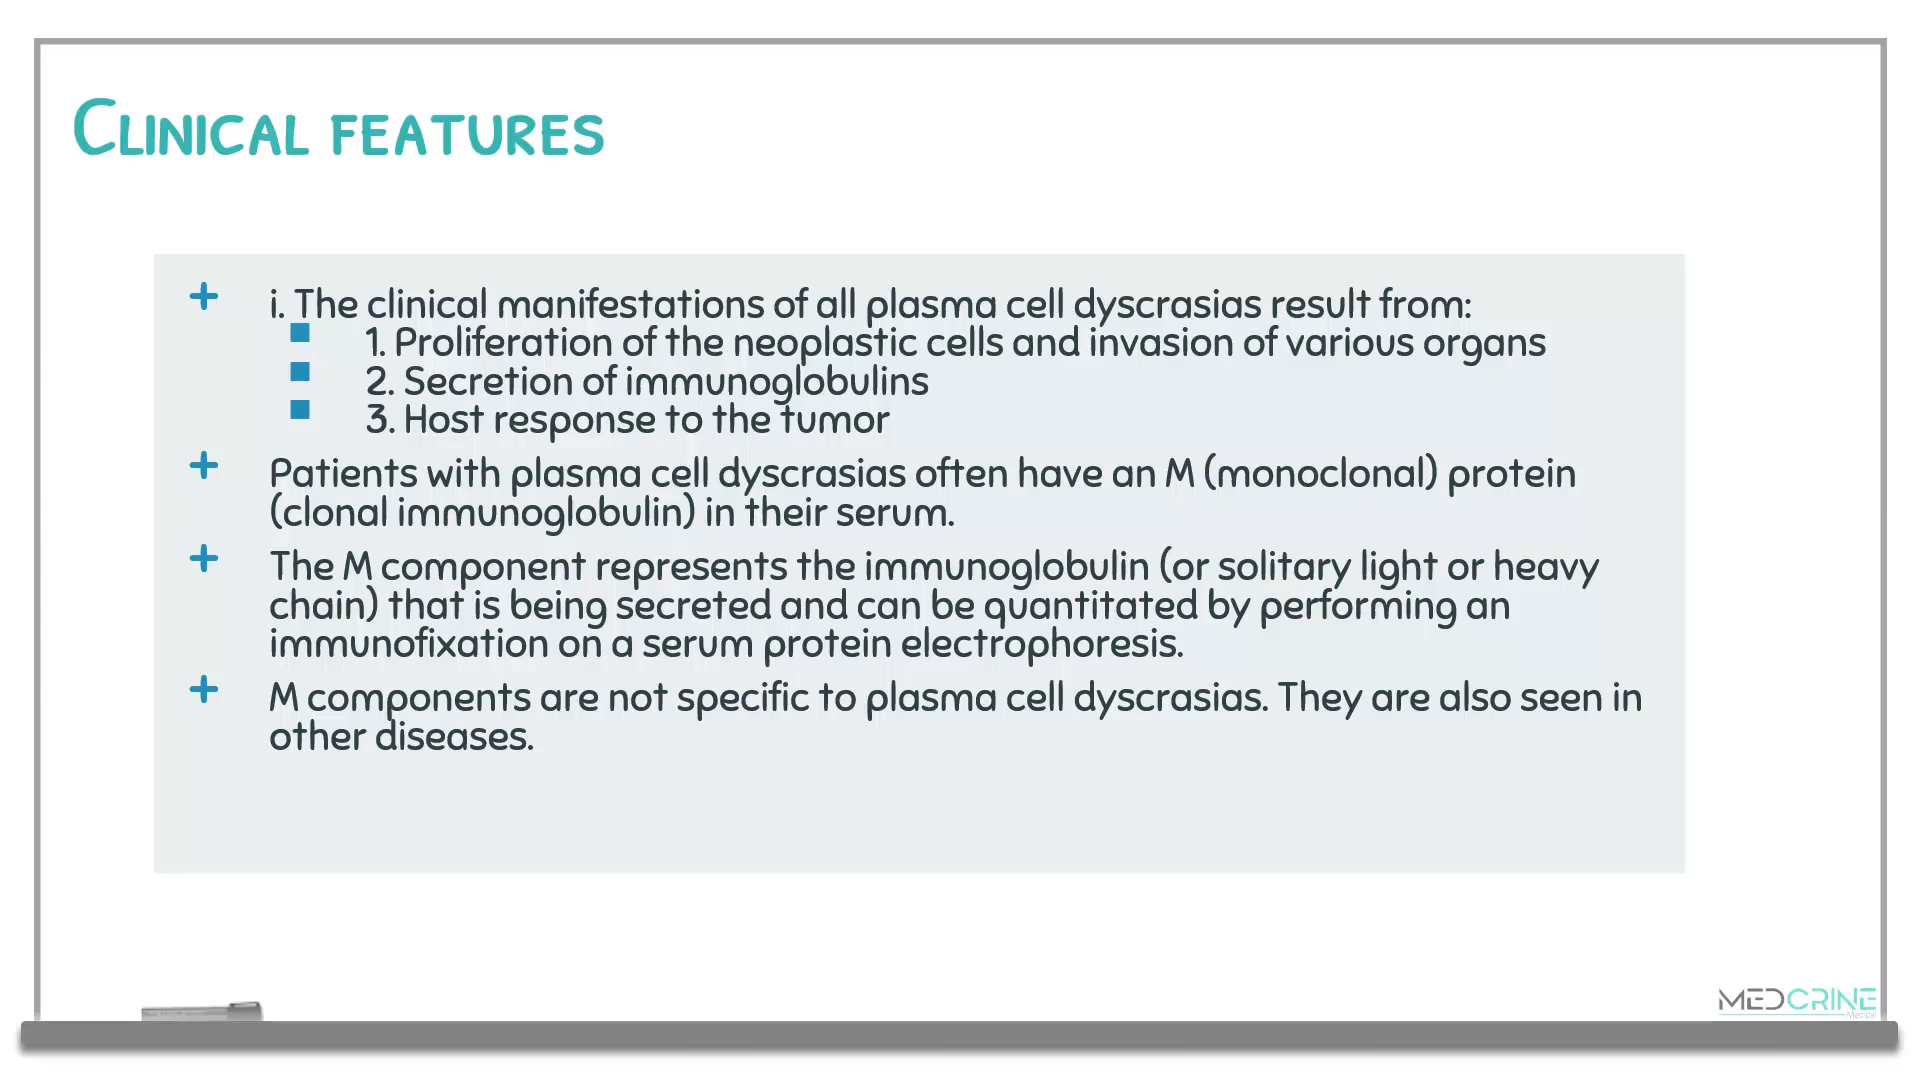 Clinical features
+ i. The clinical manifestations of all plasma cell dyscrasias result from:
■ 1. Proliferation of the neoplastic cells and invasion of various organs
■ 2. Secretion of immunoglobulins
■ 3. Host response to the tumor
+ Patients with plasma cell dyscrasias often have an M (monoclonal) protein
(clonal immunoglobulin) in their serum.
+ The M component represents the immunoglobulin (or solitary light or heavy
chain) that is being secreted and can be quantitated by performing an
immunofixation on a serum protein electrophoresis.
+ M components are not specific to plasma cell dyscrasias. They are also seen in
other diseases.
MEDCRINE
Medical